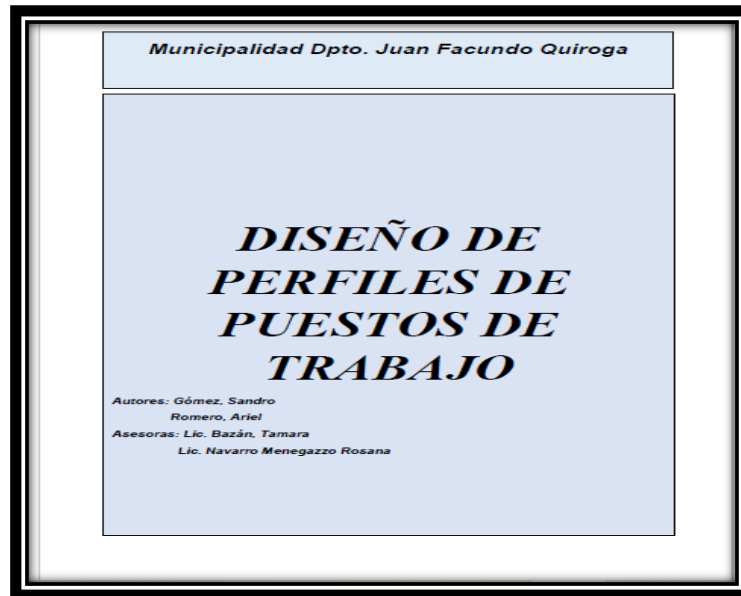 Municipalidad Dpto. Juan Facundo Quiroga
DISEÑO DE
PERFILES DE
PUESTOS DE
TRABAJO
Autores: Gómez, Sandro
Romero, Ariel
Asesoras: Lic. Bazán, Tamara
Lic. Navarro Menegazzo Rosana